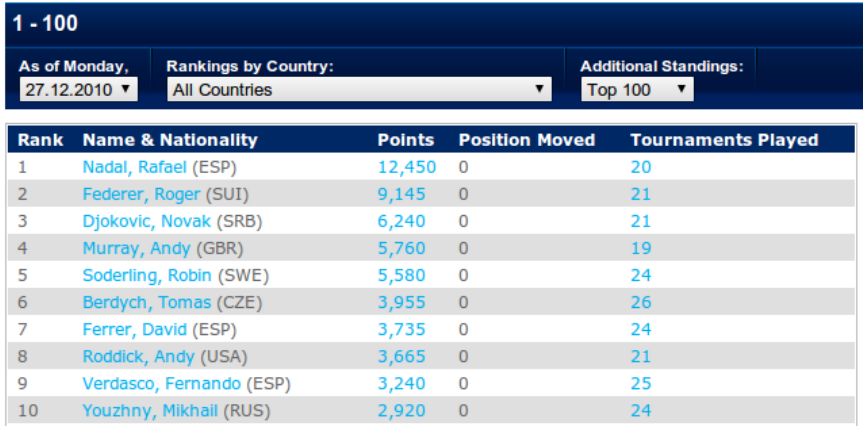 1 - 100
As of Monday, Rankings by Country: Additional Standings:
27.12.2010 All Countries Top 100
Rank Name & Nationality Points Position Moved Tournaments Played
1 Nadal, Rafael (ESP) 12,450 0 20
2 Federer, Roger (SUI) 9,145 0 21
3 Djokovic, Novak (SRB) 6,240 0 21
4 Murray, Andy (GBR) 5,760 0 19
5 Soderling, Robin (SWE) 5,580 0 24
6 Berdych, Tomas (CZE) 3,955 0 26
7 Ferrer, David (ESP) 3,735 0 24
8 Roddick, Andy (USA) 3,665 0 21
9 Verdasco, Fernando (ESP) 3,240 0 25
10 Youzhny, Mikhail (RUS) 2,920 0 24